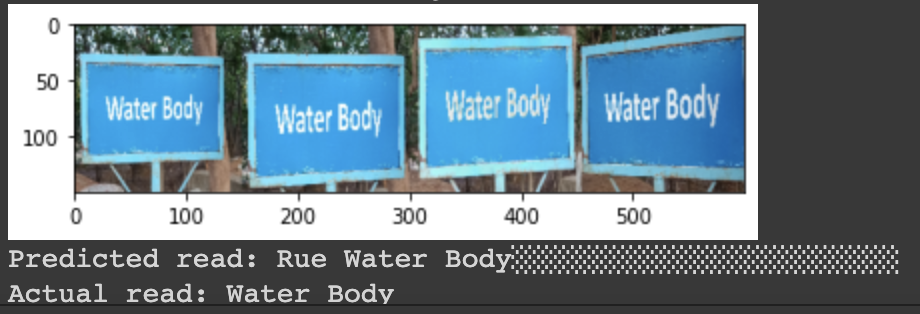 0
50
100
Water Body Water Body Water Body Water Body
0 100 200 300 400 500
Predicted read: Rue Water Body░░░░░░░░░░░░░░░░░░░░░░░
Actual read: Water Body